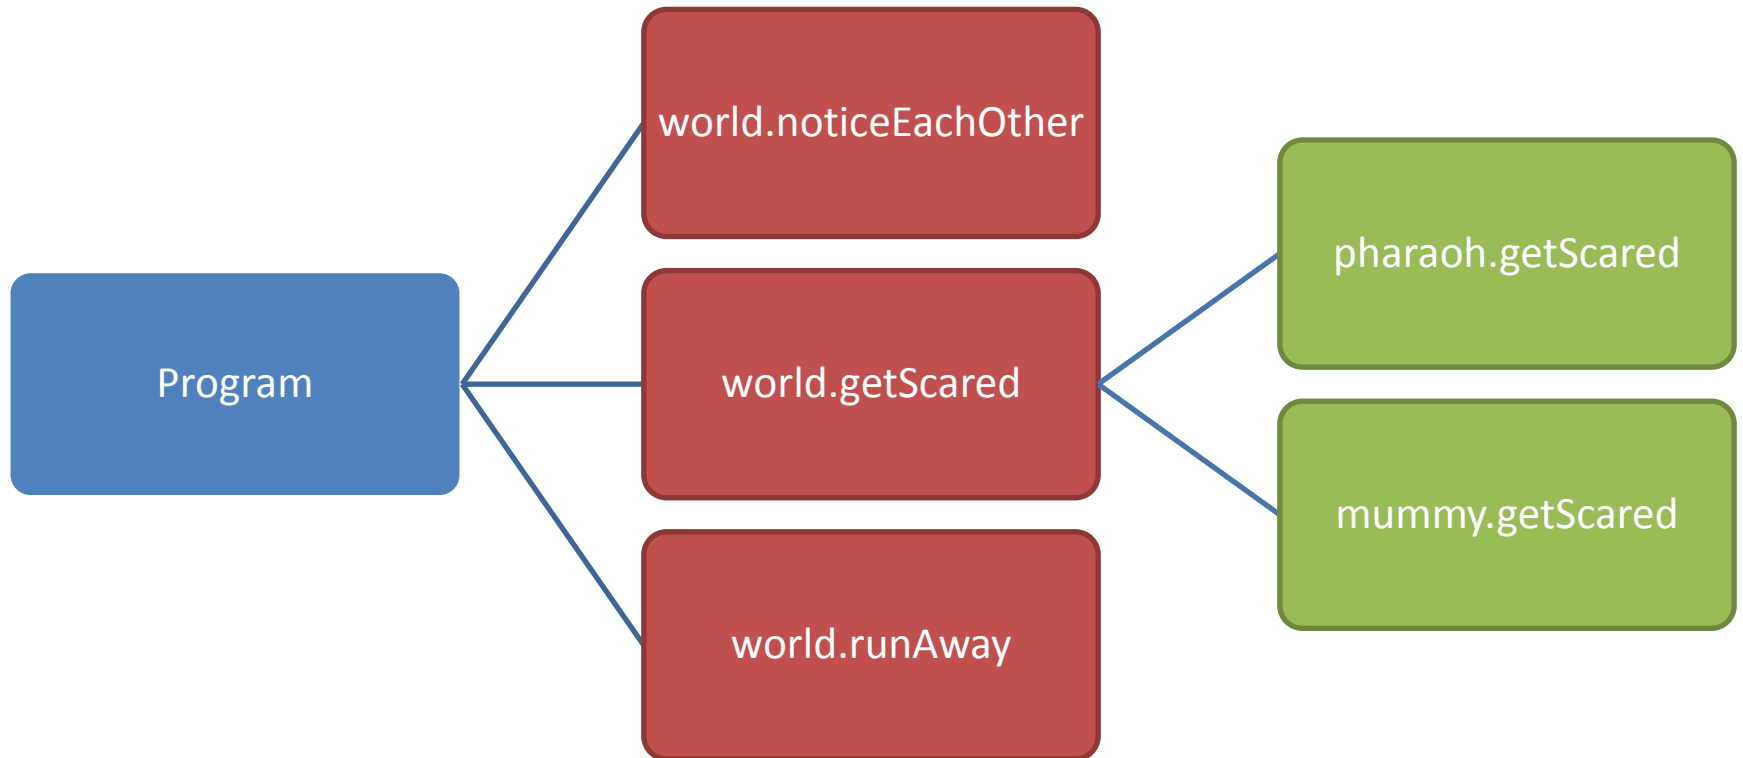 Program
world.noticeEachOther
world.getScared
world.runAway
pharaoh.getScared
mummy.getScared